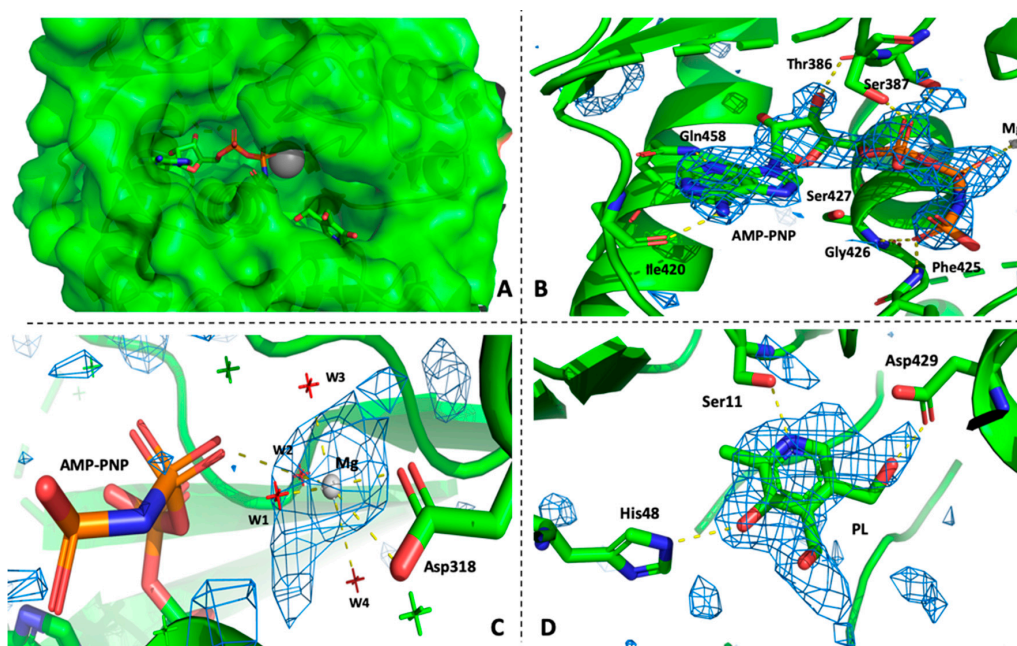 A
Thr386
Ser387
Mg
Gln458
Ser427
AMP-PNP
Gly426
Ile420
Phe425
B
W3
AMP-PNP
W2
Mg
W1
Asp318
W4
C
Asp429
Ser11
His48
PL
D